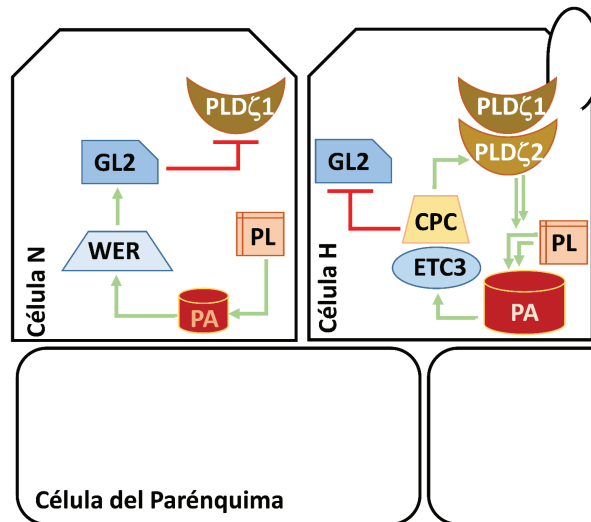 PLDζ1
GL2
WER
PL
PA
Célula N
PLDζ1
PLDζ2
GL2
CPC
PL
ETC3
PA
Célula H
Célula del Parénquima